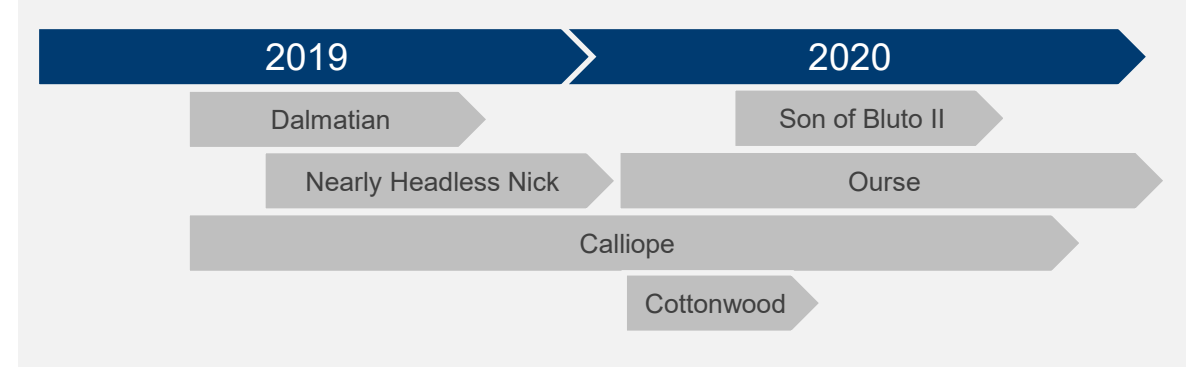 2019
2020
Dalmatian
Son of Bluto II
Nearly Headless Nick
Ourse
Calliope
Cottonwood